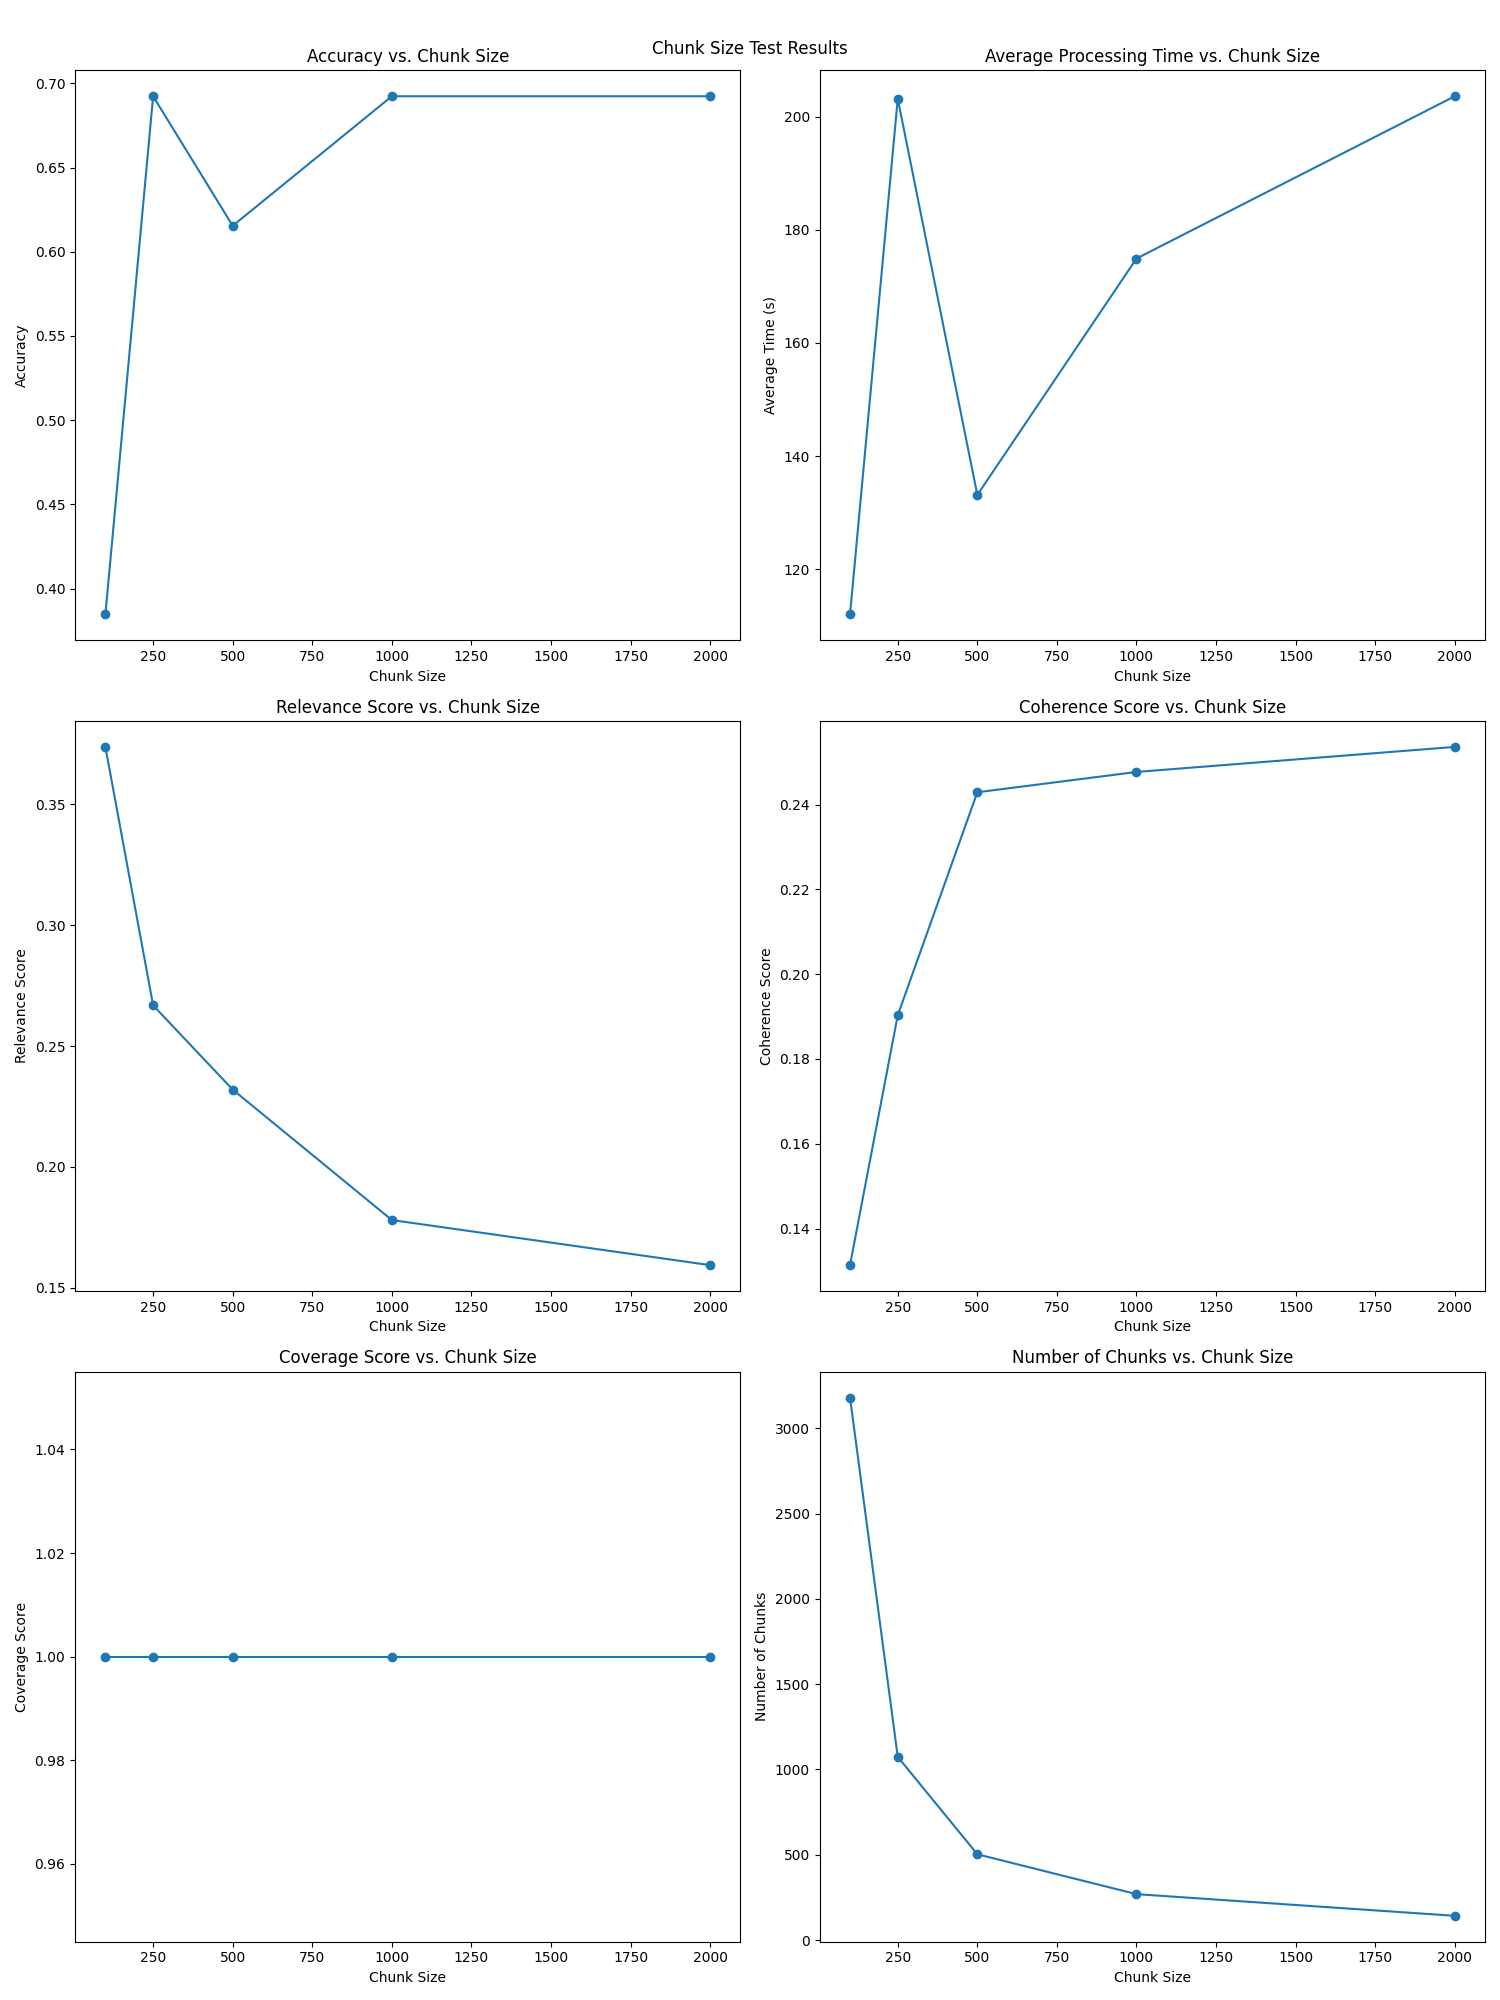 Chunk Size Test Results
Accuracy vs. Chunk Size
Accuracy
0.70
0.65
0.60
0.55
0.50
0.45
0.40
250 500 750 1000 1250 1500 1750 2000
Chunk Size
Average Processing Time vs. Chunk Size
Average Time (s)
200
180
160
140
120
250 500 750 1000 1250 1500 1750 2000
Chunk Size
Relevance Score vs. Chunk Size
Relevance Score
0.35
0.30
0.25
0.20
0.15
250 500 750 1000 1250 1500 1750 2000
Chunk Size
Coherence Score vs. Chunk Size
Coherence Score
0.24
0.22
0.20
0.18
0.16
0.14
250 500 750 1000 1250 1500 1750 2000
Chunk Size
Coverage Score vs. Chunk Size
Coverage Score
1.04
1.02
1.00
0.98
0.96
250 500 750 1000 1250 1500 1750 2000
Chunk Size
Number of Chunks vs. Chunk Size
Number of Chunks
3000
2500
2000
1500
1000
500
0
250 500 750 1000 1250 1500 1750 2000
Chunk Size